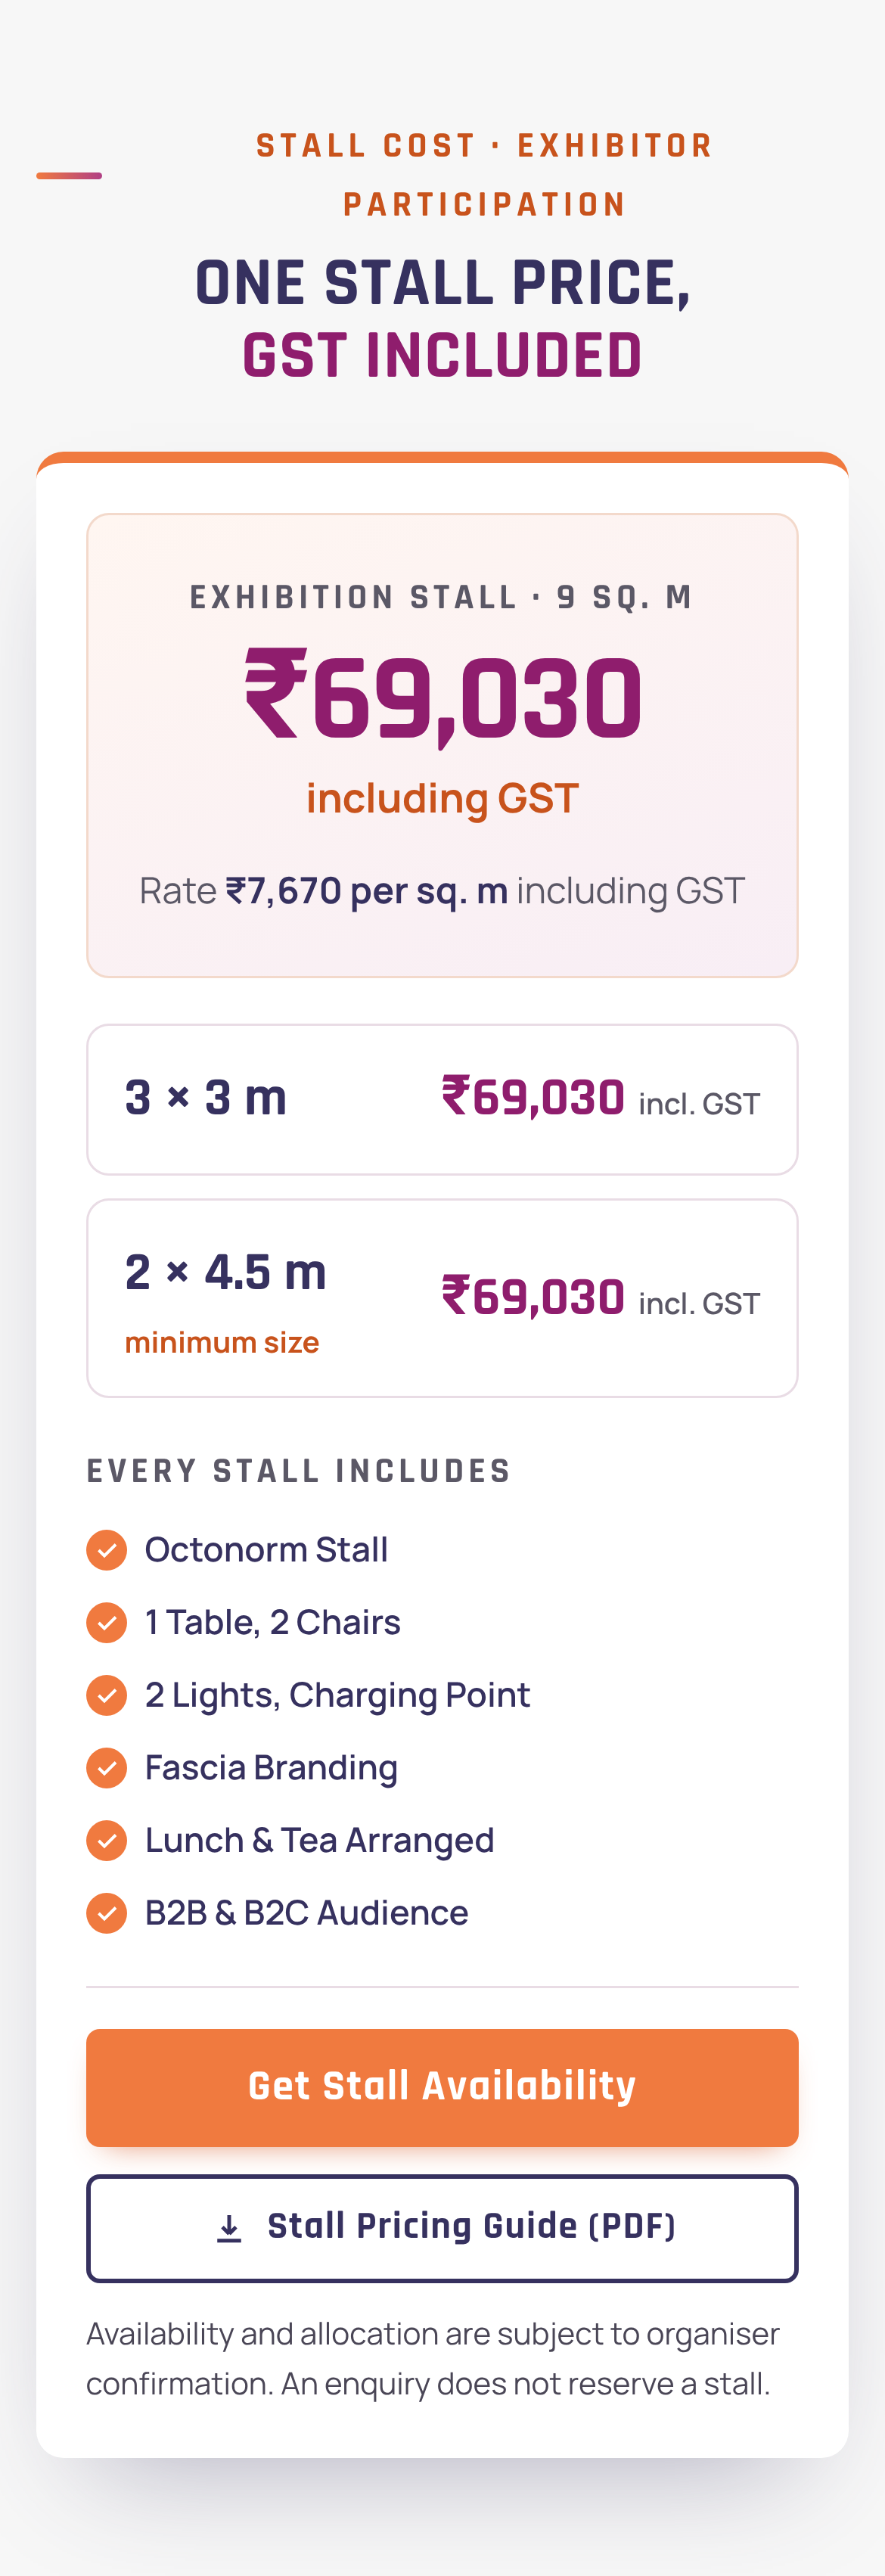 STALL COST · EXHIBITOR
PARTICIPATION
ONE STALL PRICE,
GST INCLUDED
EXHIBITION STALL · 9 SQ. M
₹69,030
including GST
Rate ₹7,670 per sq. m including GST
3 × 3 m ₹69,030 incl. GST
2 × 4.5 m
₹69,030 incl. GST
minimum size
EVERY STALL INCLUDES
Octonorm Stall
1 Table, 2 Chairs
2 Lights, Charging Point
Fascia Branding
Lunch & Tea Arranged
B2B & B2C Audience
Get Stall Availability
Stall Pricing Guide (PDF)
Availability and allocation are subject to organiser
confirmation. An enquiry does not reserve a stall.